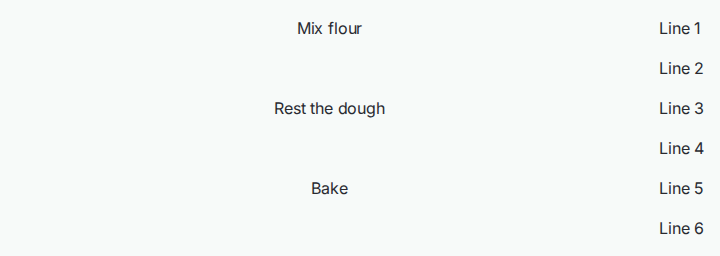 Mix flour Line 1
Line 2
Rest the dough Line 3
Line 4
Bake Line 5
Line 6